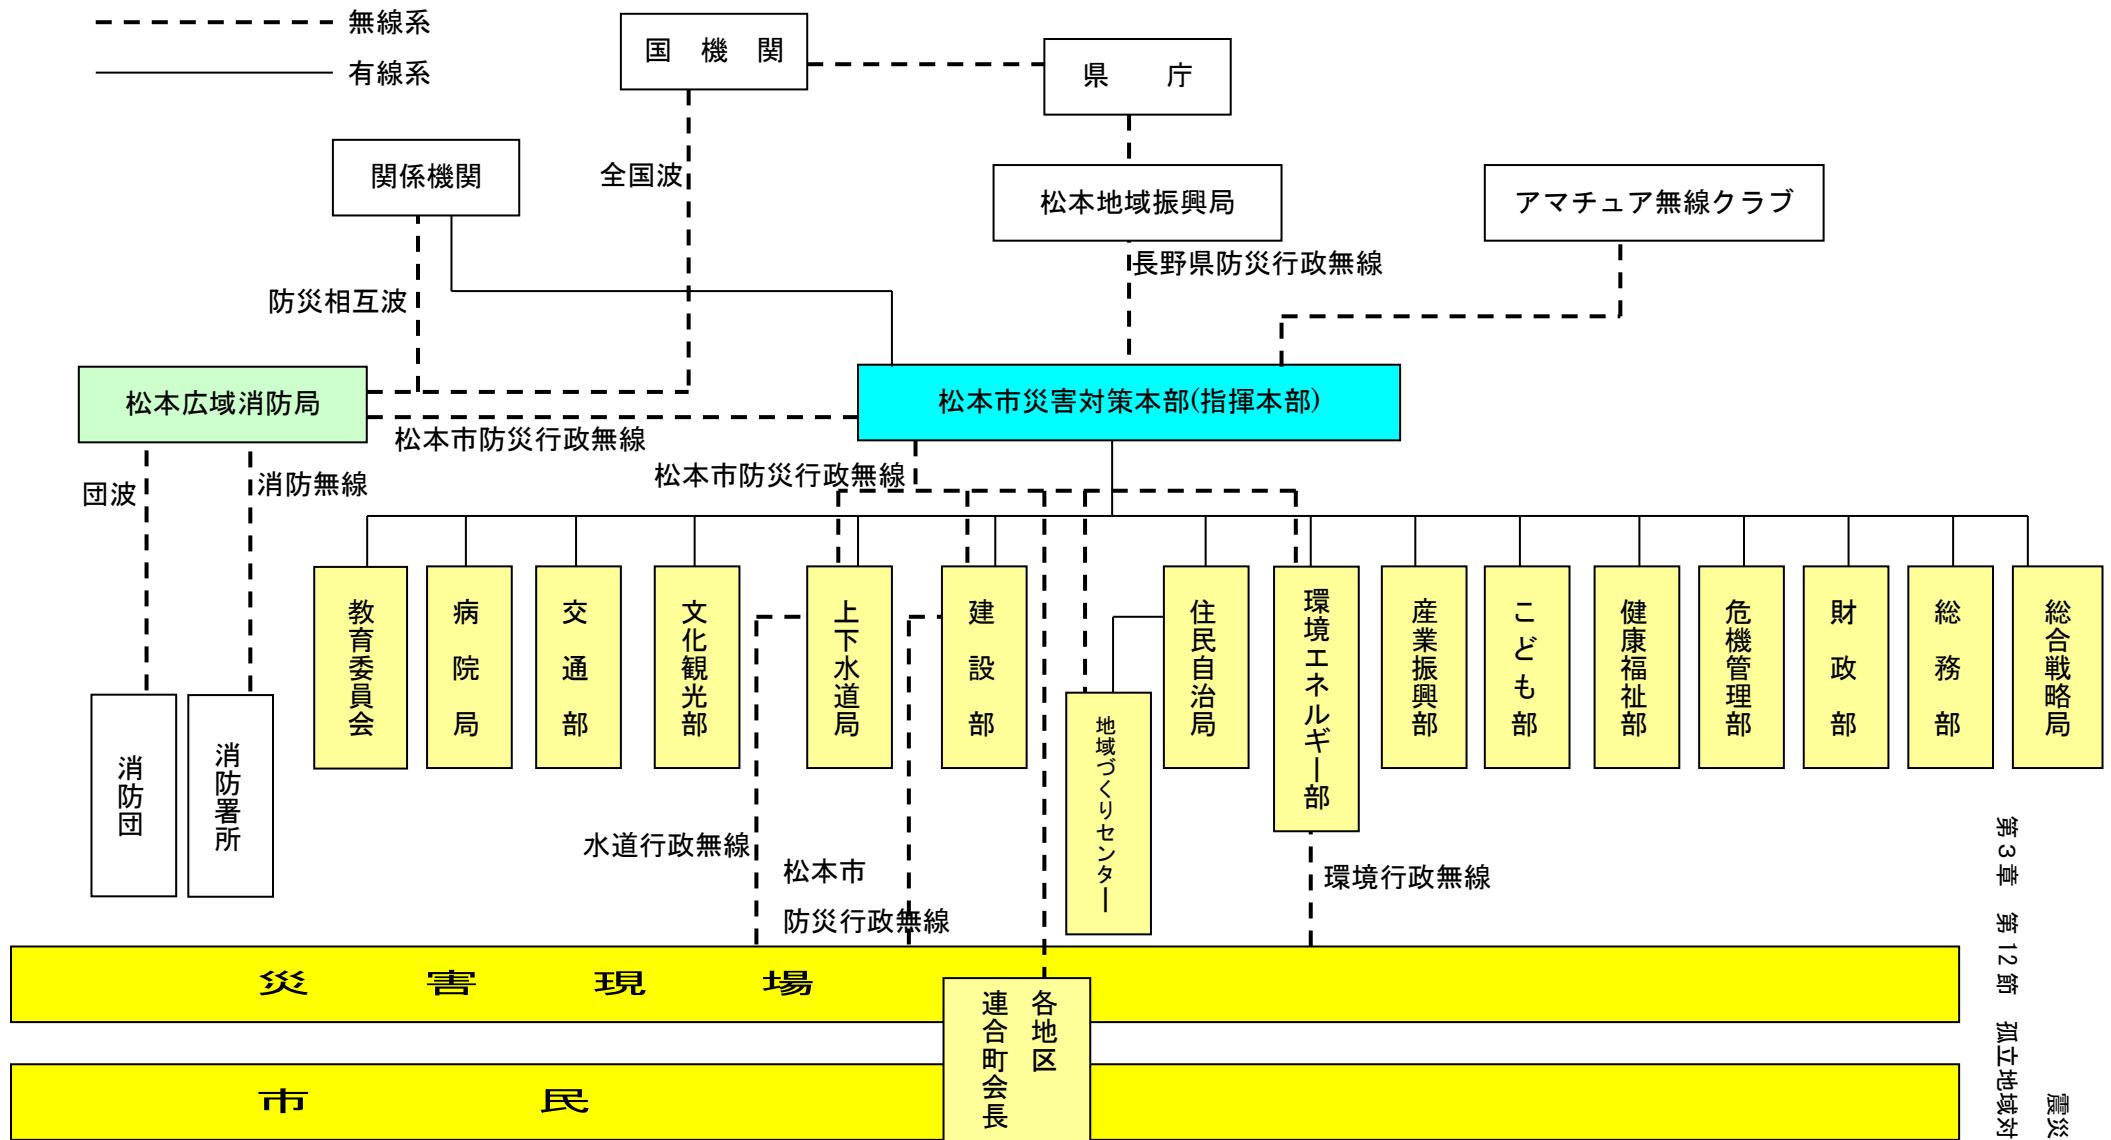 無線系
有線系
国　機　関
県　　庁
関係機関
全国波
松本地域振興局
アマチュア無線クラブ
長野県防災行政無線
防災相互波
松本広域消防局
松本市災害対策本部(指揮本部)
松本市防災行政無線
松本市防災行政無線
団波
消防無線
教育委員会
病院局
交通部
文化観光部
上下水道局
建設部
住民自治局
環境エネルギー部
産業振興部
こども部
健康福祉部
危機管理部
財政部
総務部
総合戦略局
地域づくりセンター
消防団
消防署所
水道行政無線
松本市
防災行政無線
環境行政無線
災　害　現　場
各地区
連合町会長
市　民
震災
第3章　第12節　孤立地域対